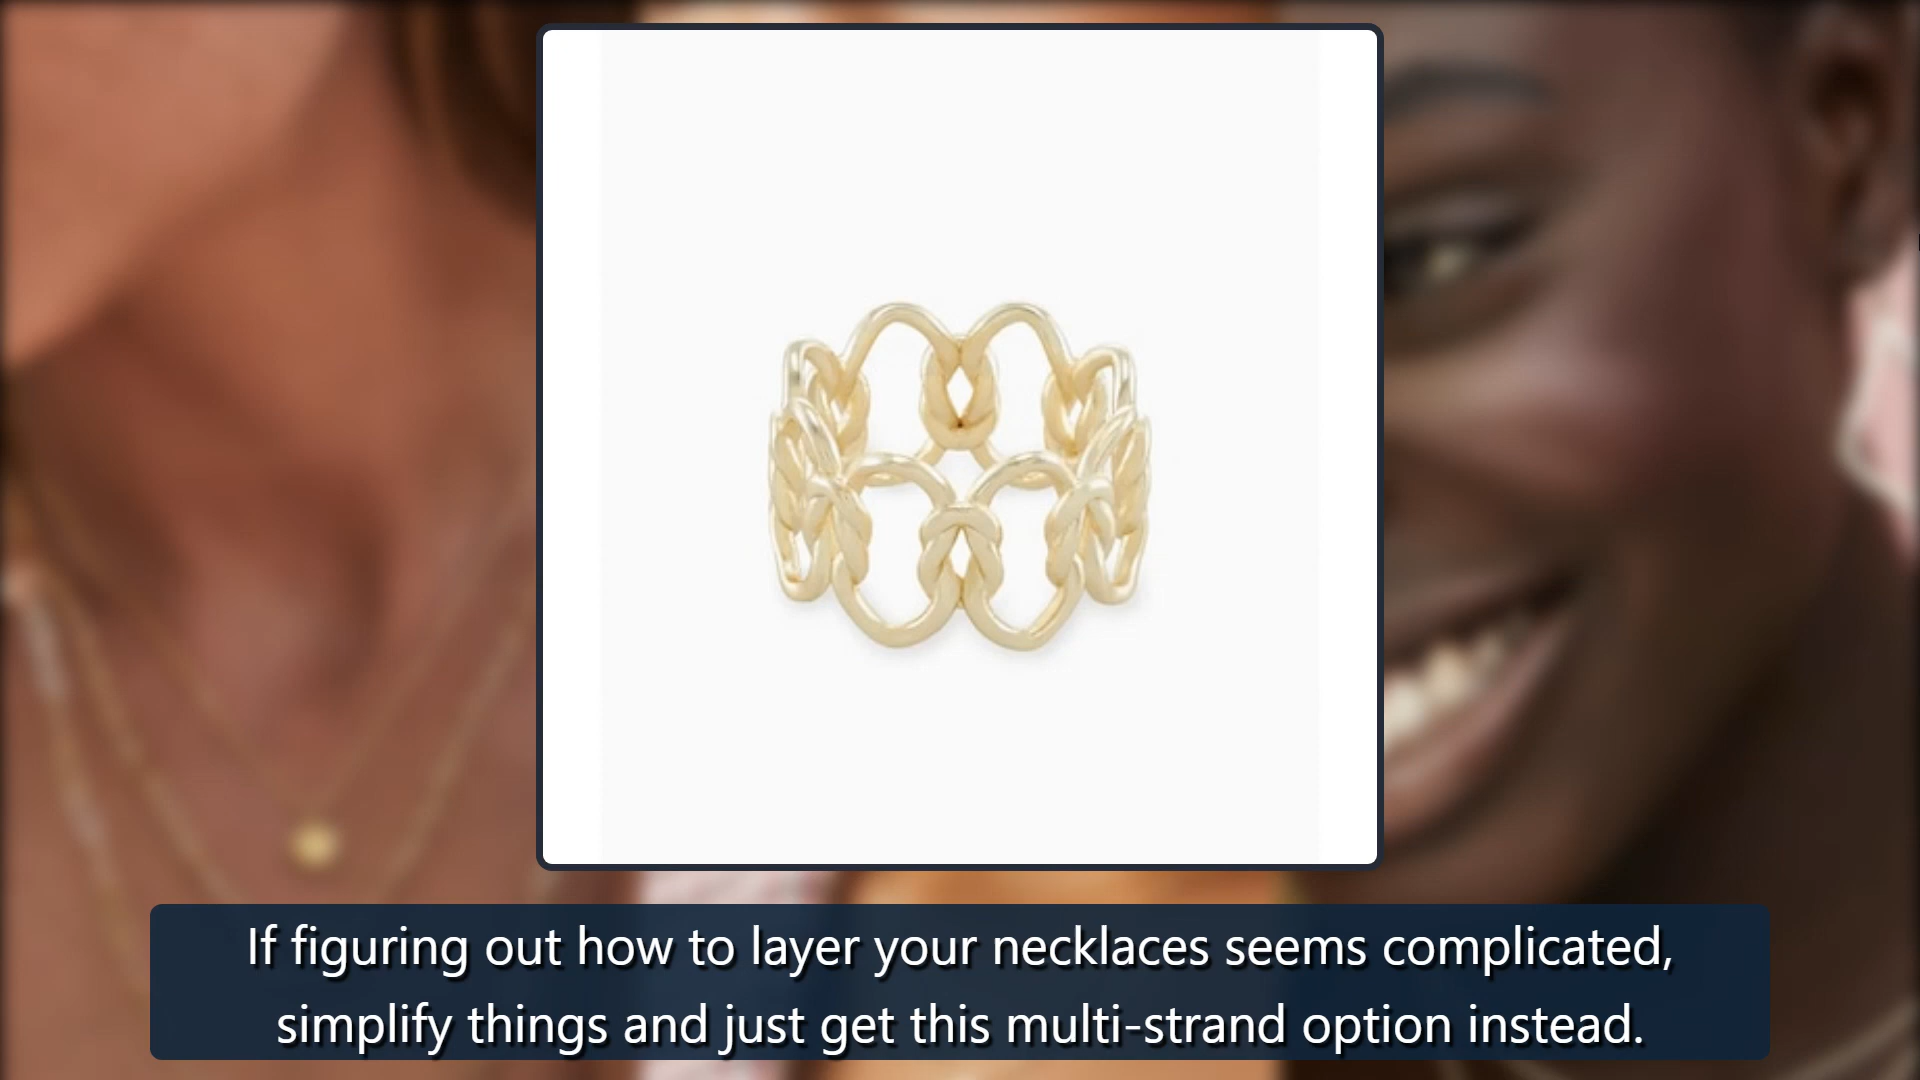 If figuring out how to layer your necklaces seems complicated,
simplify things and just get this multi-strand option instead.